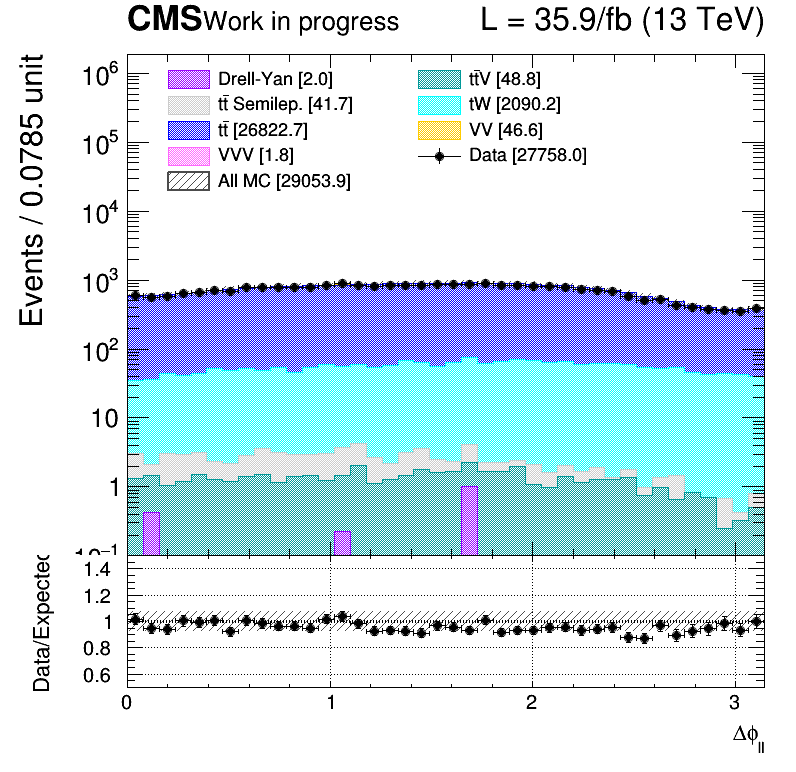 CMS Work in progress L = 35.9/fb (13 TeV)
Events / 0.0785 unit
10⁶
10⁵
10⁴
10³
10²
10
1
10⁻¹
Drell-Yan [2.0]
tt̄ Semilep. [41.7]
tt̄ [26822.7]
VVV [1.8]
All MC [29053.9]
tt̄V [48.8]
tW [2090.2]
VV [46.6]
Data [27758.0]
Data/Expected
1.4
1.2
1
0.8
0.6
0 1 2 3
Δϕ_ll